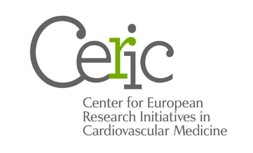 Ceric
Center for European
Research Initiatives in
Cardiovascular Medicine